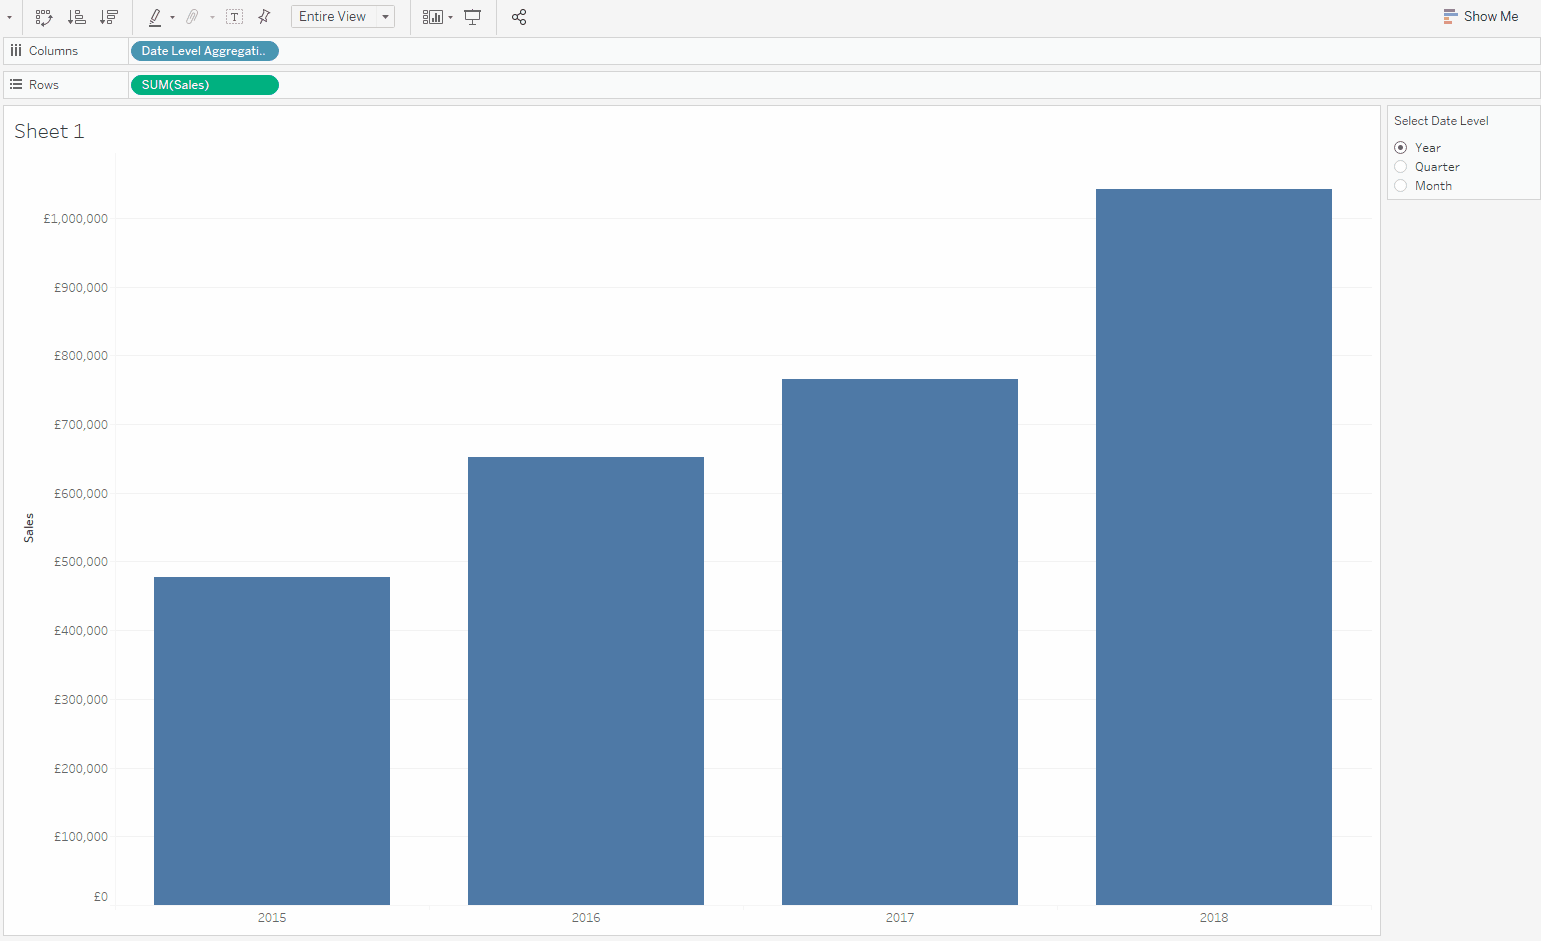 T
Entire View
Show Me
Columns
Date Level Aggregati..
Rows
SUM(Sales)
Sheet 1
Select Date Level
Year
Quarter
Month
£1,000,000
£900,000
£800,000
£700,000
£600,000
£500,000
£400,000
£300,000
£200,000
£100,000
£0
Sales
2015
2016
2017
2018